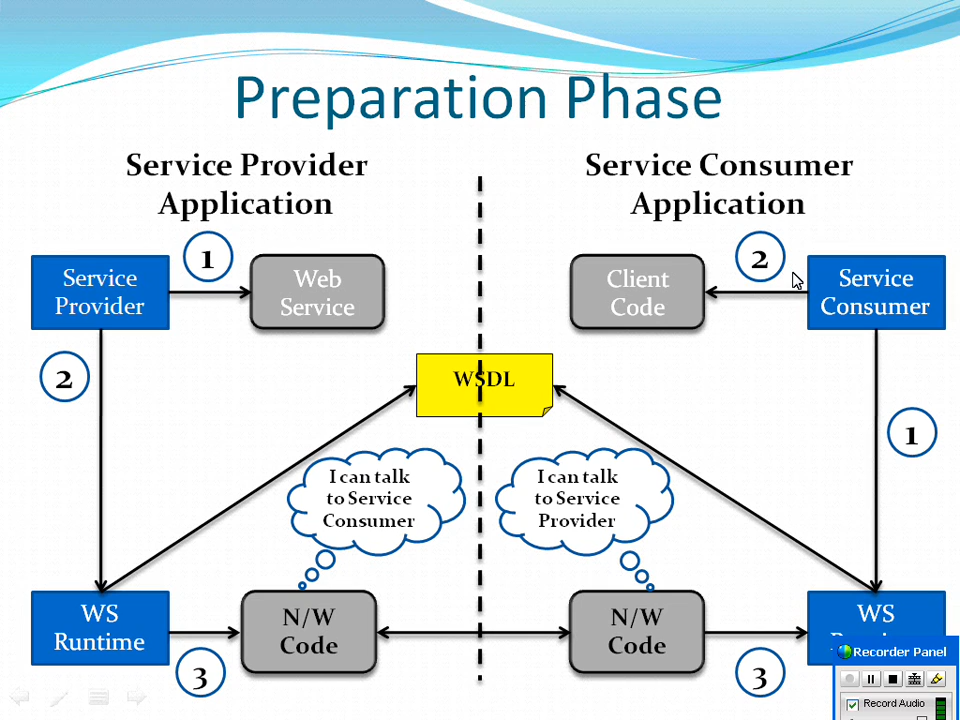 Preparation Phase
Service Provider
Application
Service Consumer
Application
1
2
Service
Provider
Web
Service
Client
Code
Service
Consumer
2
WSDL
1
I can talk
to Service
Consumer
I can talk
to Service
Provider
WS
Runtime
N/W
Code
N/W
Code
WS
3
3
Recorder Panel
Record Audio